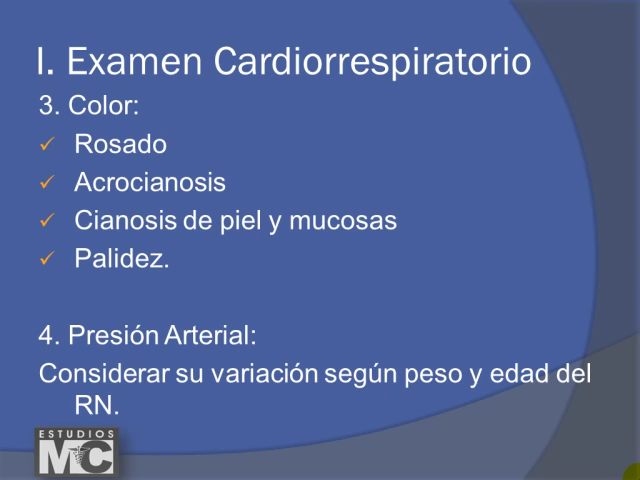 I. Examen Cardiorrespiratorio
3. Color:
Rosado
Acrocianosis
Cianosis de piel y mucosas
Palidez.
4. Presión Arterial:
Considerar su variación según peso y edad del
RN.
ESTUDIOS
MC